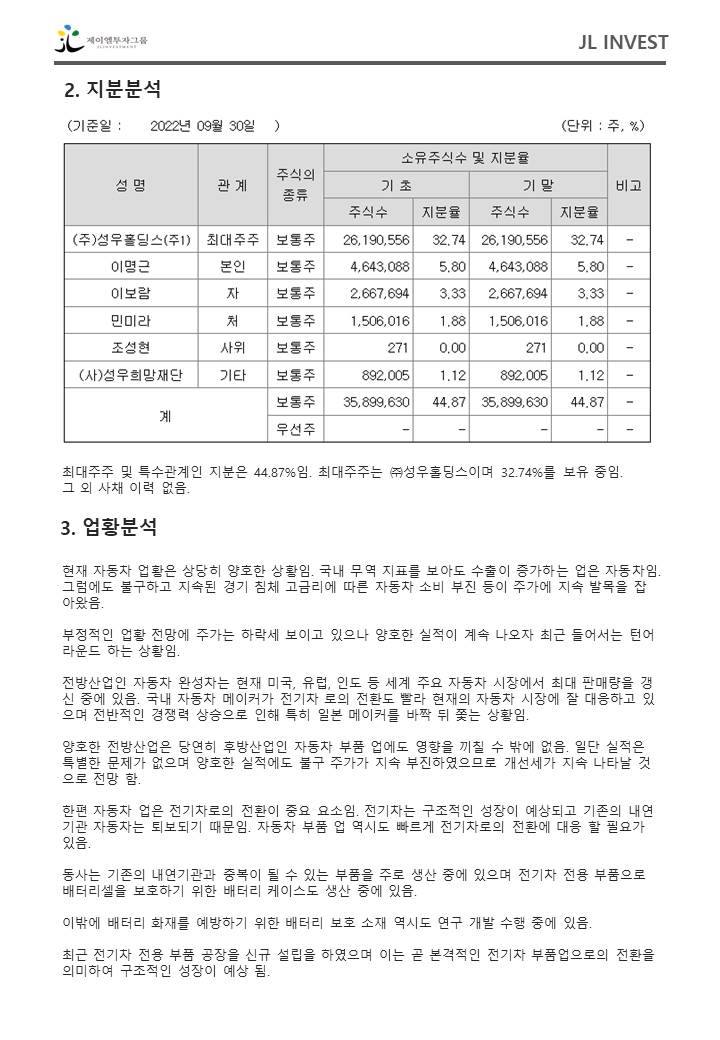 제이엘투자그룹
JLINVESTMENT
JL INVEST
2. 지분분석
(기준일 : 2022년 09월 30일 )
(단위 : 주, %)
성 명 관 계 주식의 종류 소유주식수 및 지분율 비고
기 초 기 말
주식수 지분율 주식수 지분율
(주)성우홀딩스(주1) 최대주주 보통주 26,190,556 32.74 26,190,556 32.74 -
이명근 본인 보통주 4,643,088 5.80 4,643,088 5.80 -
이보람 자 보통주 2,667,694 3.33 2,667,694 3.33 -
민미라 처 보통주 1,506,016 1.88 1,506,016 1.88 -
조성현 사위 보통주 271 0.00 271 0.00 -
(사)성우희망재단 기타 보통주 892,005 1.12 892,005 1.12 -
계 보통주 35,899,630 44.87 35,899,630 44.87 -
우선주 - - - - -
최대주주 및 특수관계인 지분은 44.87%임. 최대주주는 ㈜성우홀딩스이며 32.74%를 보유 중임.
그 외 사채 이력 없음.
3. 업황분석
현재 자동차 업황은 상당히 양호한 상황임. 국내 무역 지표를 보아도 수출이 증가하는 업은 자동차임.
그럼에도 불구하고 지속된 경기 침체 고금리에 따른 자동차 소비 부진 등이 주가에 지속 발목을 잡
아왔음.
부정적인 업황 전망에 주가는 하락세 보이고 있으나 양호한 실적이 계속 나오자 최근 들어서는 턴어
라운드 하는 상황임.
전방산업인 자동차 완성차는 현재 미국, 유럽, 인도 등 세계 주요 자동차 시장에서 최대 판매량을 갱
신 중에 있음. 국내 자동차 메이커가 전기차 로의 전환도 빨라 현재의 자동차 시장에 잘 대응하고 있
으며 전반적인 경쟁력 상승으로 인해 특히 일본 메이커를 바짝 뒤 쫓는 상황임.
양호한 전방산업은 당연히 후방산업인 자동차 부품 업에도 영향을 끼칠 수 밖에 없음. 일단 실적은
특별한 문제가 없으며 양호한 실적에도 불구 주가가 지속 부진하였으므로 개선세가 지속 나타날 것
으로 전망 함.
한편 자동차 업은 전기차로의 전환이 중요 요소임. 전기차는 구조적인 성장이 예상되고 기존의 내연
기관 자동차는 퇴보되기 때문임. 자동차 부품 업 역시도 빠르게 전기차로의 전환에 대응 할 필요가
있음.
동사는 기존의 내연기관과 중복이 될 수 있는 부품을 주로 생산 중에 있으며 전기차 전용 부품으로
배터리셀을 보호하기 위한 배터리 케이스도 생산 중에 있음.
이밖에 배터리 화재를 예방하기 위한 배터리 보호 소재 역시도 연구 개발 수행 중에 있음.
최근 전기차 전용 부품 공장을 신규 설립을 하였으며 이는 곧 본격적인 전기차 부품업으로의 전환을
의미하여 구조적인 성장이 예상 됨.